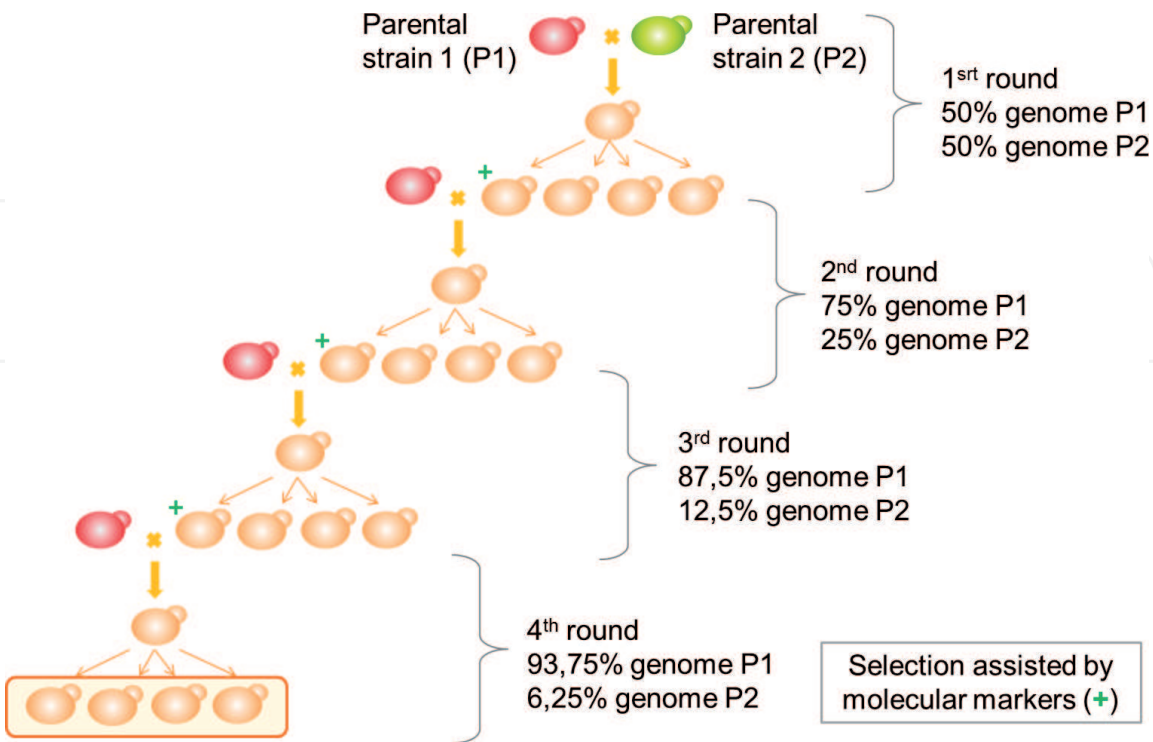 Parental
strain 1 (P1)
Parental
strain 2 (P2)
1srt round
50% genome P1
50% genome P2
2nd round
75% genome P1
25% genome P2
3rd round
87,5% genome P1
12,5% genome P2
4th round
93,75% genome P1
6,25% genome P2
Selection assisted by
molecular markers (+)